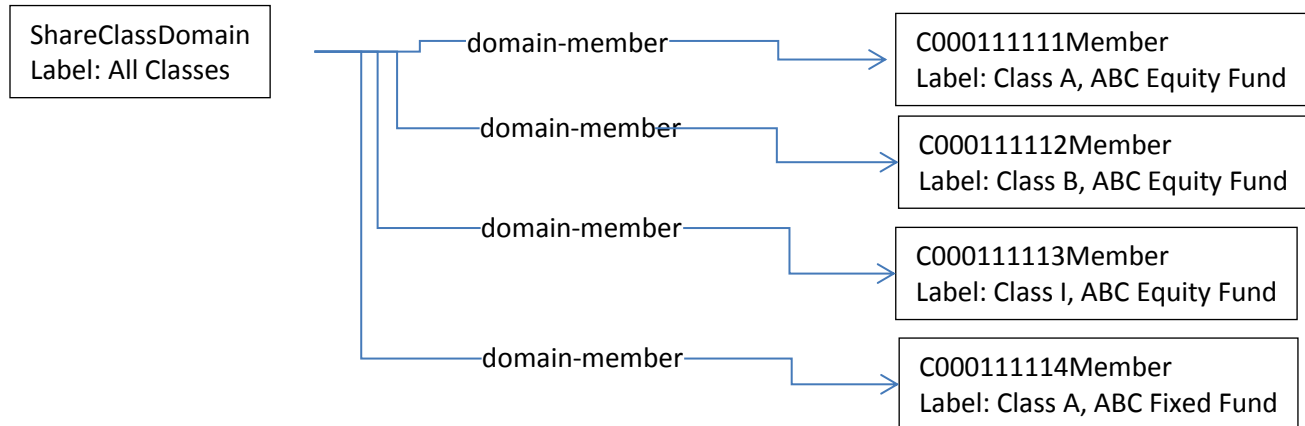 ShareClassDomain
Label: All Classes
domain-member
C000111111Member
Label: Class A, ABC Equity Fund
domain-member
C000111112Member
Label: Class B, ABC Equity Fund
domain-member
C000111113Member
Label: Class I, ABC Equity Fund
domain-member
C000111114Member
Label: Class A, ABC Fixed Fund